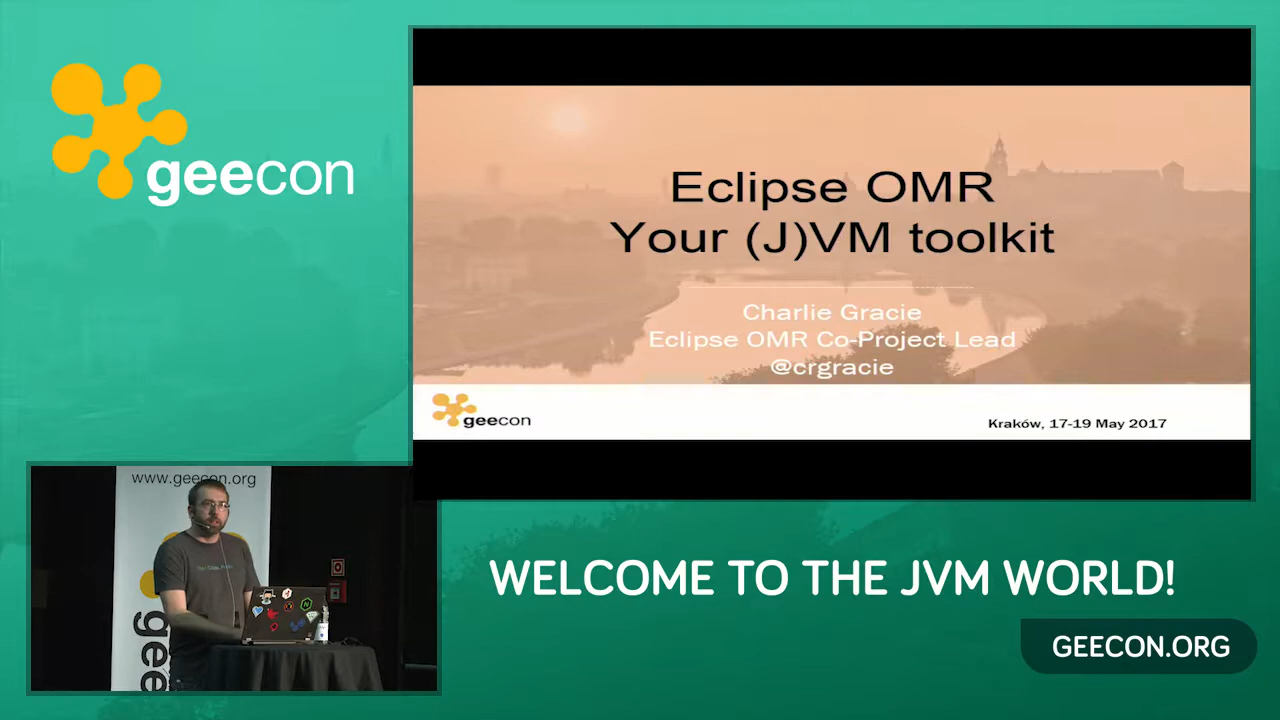 geecon
Eclipse OMR
Your (J)VM toolkit
Charlie Gracie
Eclipse OMR Co-Project Lead
@crgracie
geecon
Kraków, 17-19 May 2017
www.geecon.org
gee
WELCOME TO THE JVM WORLD!
GEECON.ORG